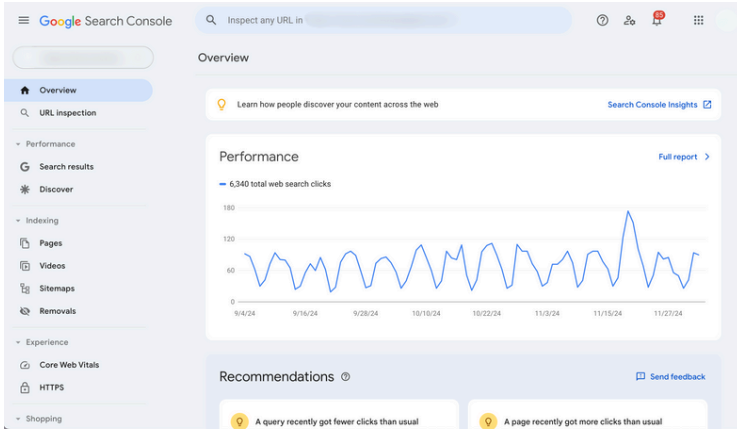 Google Search Console
Inspect any URL in
85
Overview
Learn how people discover your content across the web
Search Console Insights
Overview
URL inspection
Performance
Search results
Discover
Indexing
Pages
Videos
Sitemaps
Removals
Experience
Core Web Vitals
HTTPS
Shopping
Performance
Full report
6,340 total web search clicks
180
120
60
0
9/4/24 9/16/24 9/28/24 10/10/24 10/22/24 11/3/24 11/15/24 11/27/24
Recommendations
Send feedback
A query recently got fewer clicks than usual
A page recently got more clicks than usual